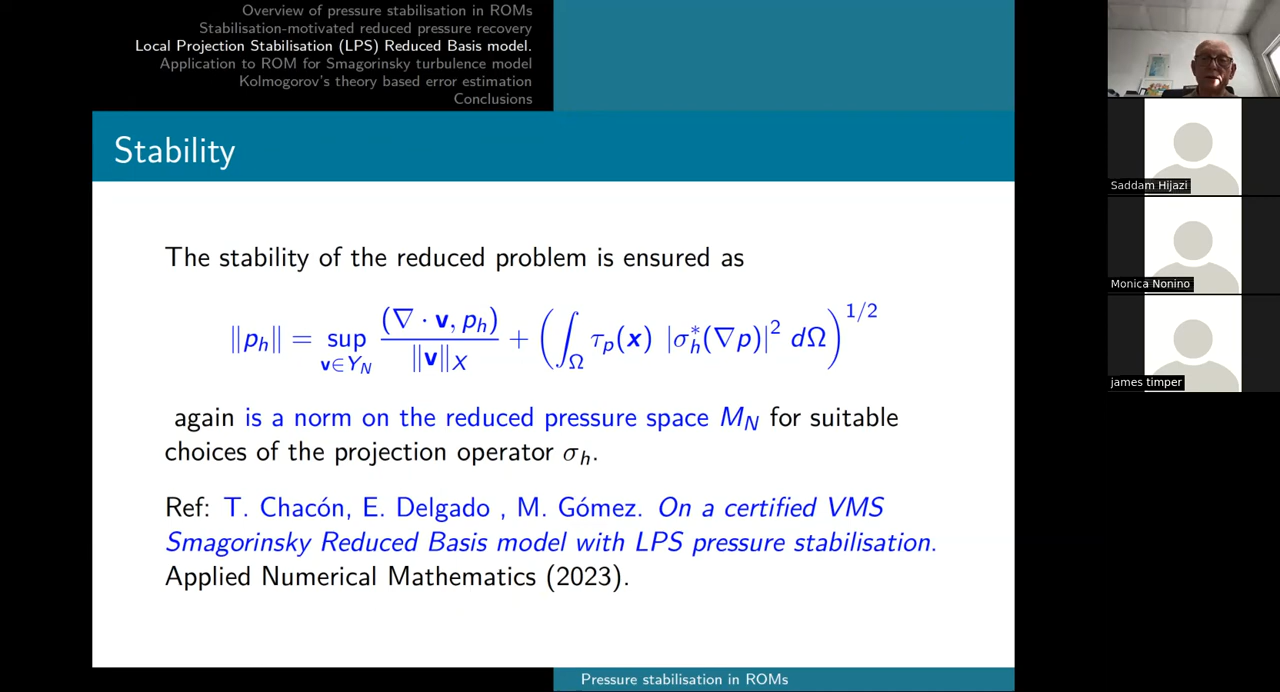 Overview of pressure stabilisation in ROMs
Stabilisation-motivated reduced pressure recovery
Local Projection Stabilisation (LPS) Reduced Basis model.
Application to ROM for Smagorinsky turbulence model
Kolmogorov's theory based error estimation
Conclusions
Stability
The stability of the reduced problem is ensured as
‖p_h‖ = sup_{v∈Y_N} (∇ · v, p_h) / ‖v‖_X + (∫_Ω τ_p(x) |σ_h^*(∇p)|^2 dΩ)^{1/2}
again is a norm on the reduced pressure space M_N for suitable
choices of the projection operator σ_h.
Ref: T. Chacón, E. Delgado , M. Gómez. On a certified VMS
Smagorinsky Reduced Basis model with LPS pressure stabilisation.
Applied Numerical Mathematics (2023).
Pressure stabilisation in ROMs
Saddam Hijazi
Monica Nonino
james timper